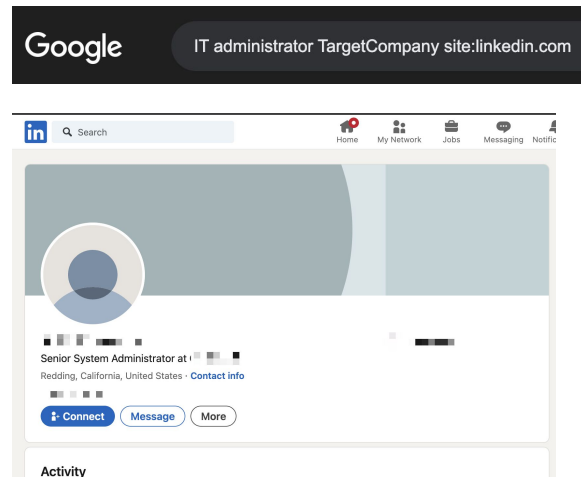 Google IT administrator TargetCompany site:linkedin.com
in Search Home My Network Jobs Messaging
Senior System Administrator at
Redding, California, United States · Contact info
Connect Message More
Activity